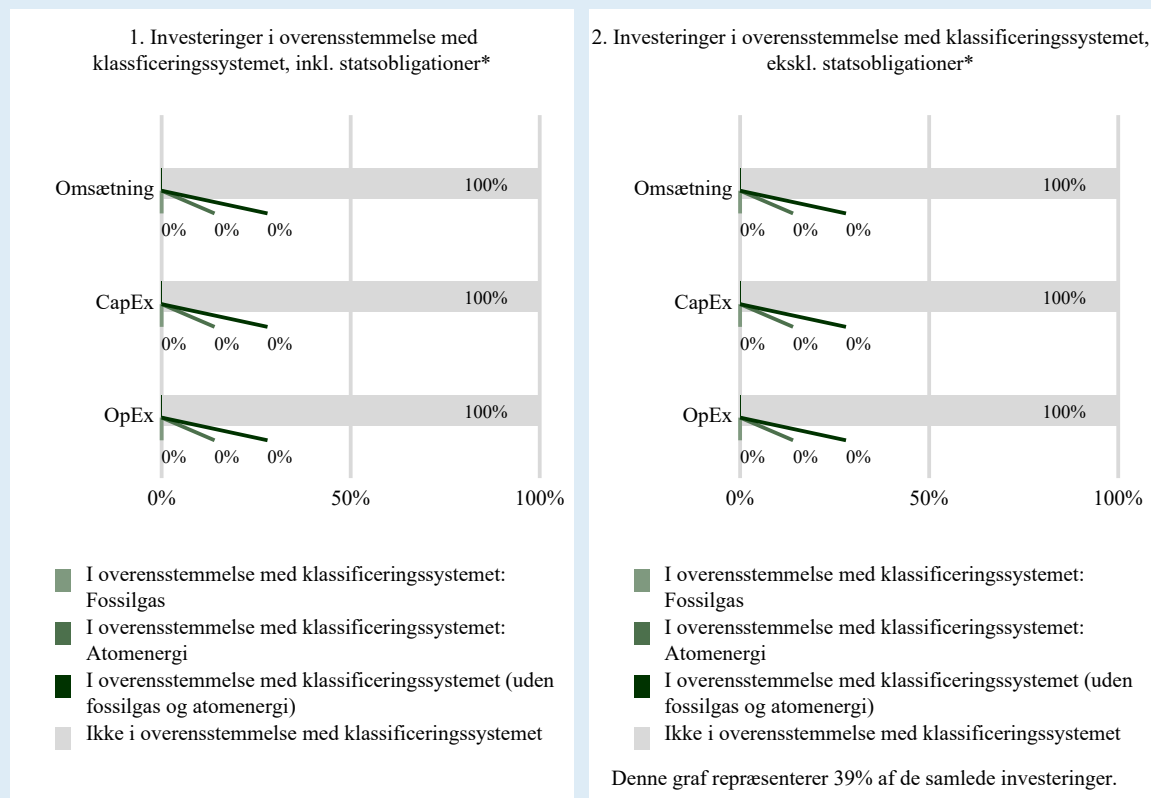 1. Investeringer i overensstemmelse med
klassficeringssystemet, inkl. statsobligationer*
Omsætning
100%
0% 0% 0%
CapEx
100%
0% 0% 0%
OpEx
100%
0% 0% 0%
0% 50% 100%
I overensstemmelse med klassificeringssystemet:
Fossilgas
I overensstemmelse med klassificeringssystemet:
Atomenergi
I overensstemmelse med klassificeringssystemet (uden
fossilgas og atomenergi)
Ikke i overensstemmelse med klassificeringssystemet
2. Investeringer i overensstemmelse med klassificeringssystemet,
ekskl. statsobligationer*
Omsætning
100%
0% 0% 0%
CapEx
100%
0% 0% 0%
OpEx
100%
0% 0% 0%
0% 50% 100%
I overensstemmelse med klassificeringssystemet:
Fossilgas
I overensstemmelse med klassificeringssystemet:
Atomenergi
I overensstemmelse med klassificeringssystemet (uden
fossilgas og atomenergi)
Ikke i overensstemmelse med klassificeringssystemet
Denne graf repræsenterer 39% af de samlede investeringer.